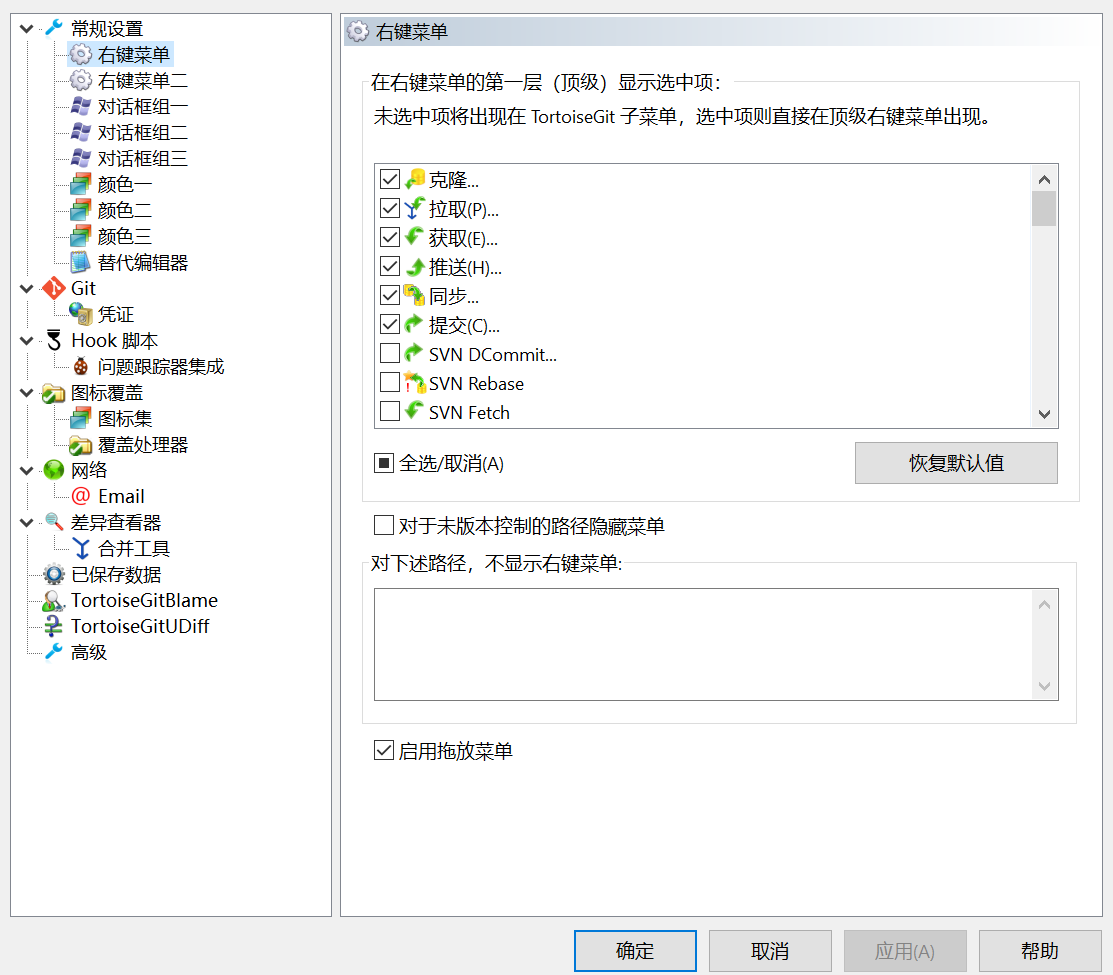 常规设置
右键菜单
右键菜单二
对话框组一
对话框组二
对话框组三
颜色一
颜色二
颜色三
替代编辑器
Git
凭证
Hook 脚本
问题跟踪器集成
图标覆盖
图标集
覆盖处理器
网络
Email
差异查看器
合并工具
已保存数据
TortoiseGitBlame
TortoiseGitUDiff
高级
右键菜单
在右键菜单的第一层（顶级）显示选中项：
未选中项将出现在 TortoiseGit 子菜单，选中项则直接在顶级右键菜单出现。
克隆...
拉取(P)...
获取(E)...
推送(H)...
同步...
提交(C)...
SVN DCommit...
SVN Rebase
SVN Fetch
全选/取消(A)
恢复默认值
对于未版本控制的路径隐藏菜单
对下述路径，不显示右键菜单:
启用拖放菜单
确定
取消
应用(A)
帮助